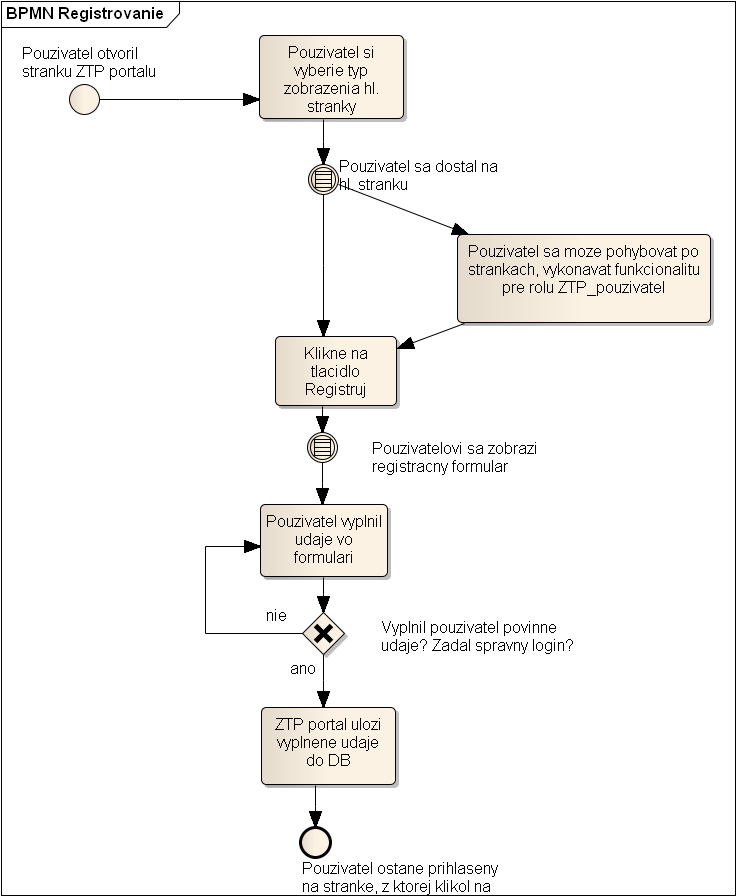 BPMN Registrovanie
Pouzivatel otvoril
stranku ZTP portalu
Pouzivatel si
vyberie typ
zobrazenia hl.
stranky
Pouzivatel sa dostal na
hl. stranku
Pouzivatel sa moze pohybovat po
strankach, vykonavat funkcionalitu
pre rolu ZTP_pouzivatel
Klikne na
tlacidlo
Registruj
Pouzivatelovi sa zobrazi
registracny formular
Pouzivatel vyplnil
udaje vo
formulari
nie
Vyplnil pouzivatel povinne
udaje? Zadal spravny login?
ano
ZTP portal ulozi
vyplnene udaje
do DB
Pouzivatel ostane prihlaseny
na stranke, z ktorej klikol na